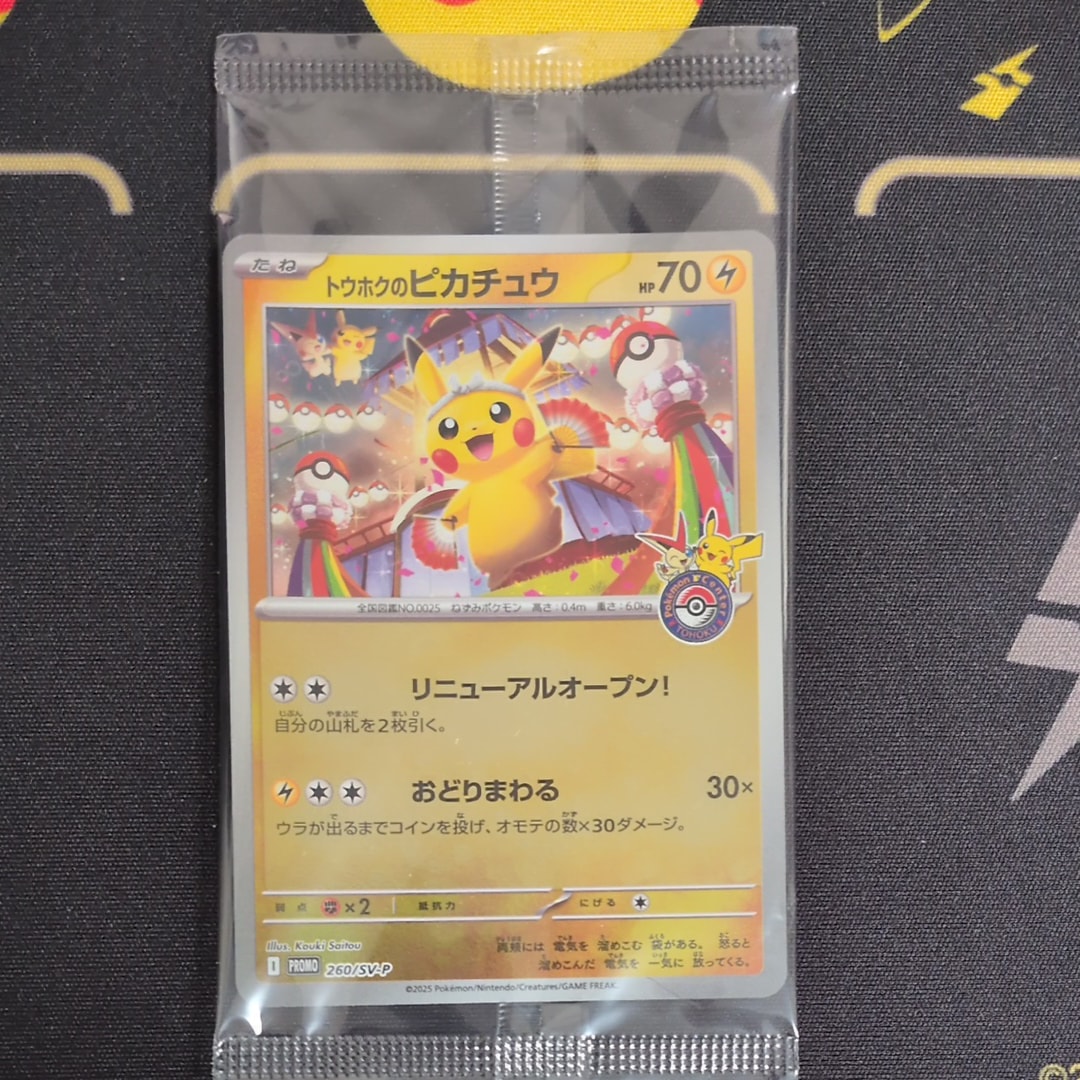 たね
トウホクのピカチュウ
HP70
Pokémon Center
TOHOKU
全国図鑑NO.0025 ねずみポケモン 高さ:0.4m 重さ:6.0kg
リニューアルオープン!
自分の山札を2枚引く。
おどりまわる 30×
ウラが出るまでコインを投げ、オモテの数×30ダメージ。
弱点 ×2 抵抗力 にげる
Illus. Kouki Saitou
両頬には 電気を 溜めこむ 袋がある。 怒ると
溜めこんだ 電気を 一気に 放ってくる。
I PROMO 260/SV-P
©2025 Pokémon/Nintendo/Creatures/GAME FREAK.